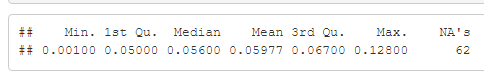 ##    Min. 1st Qu.  Median    Mean 3rd Qu.    Max.    NA's
## 0.00100 0.05000 0.05600 0.05977 0.06700 0.12800      62